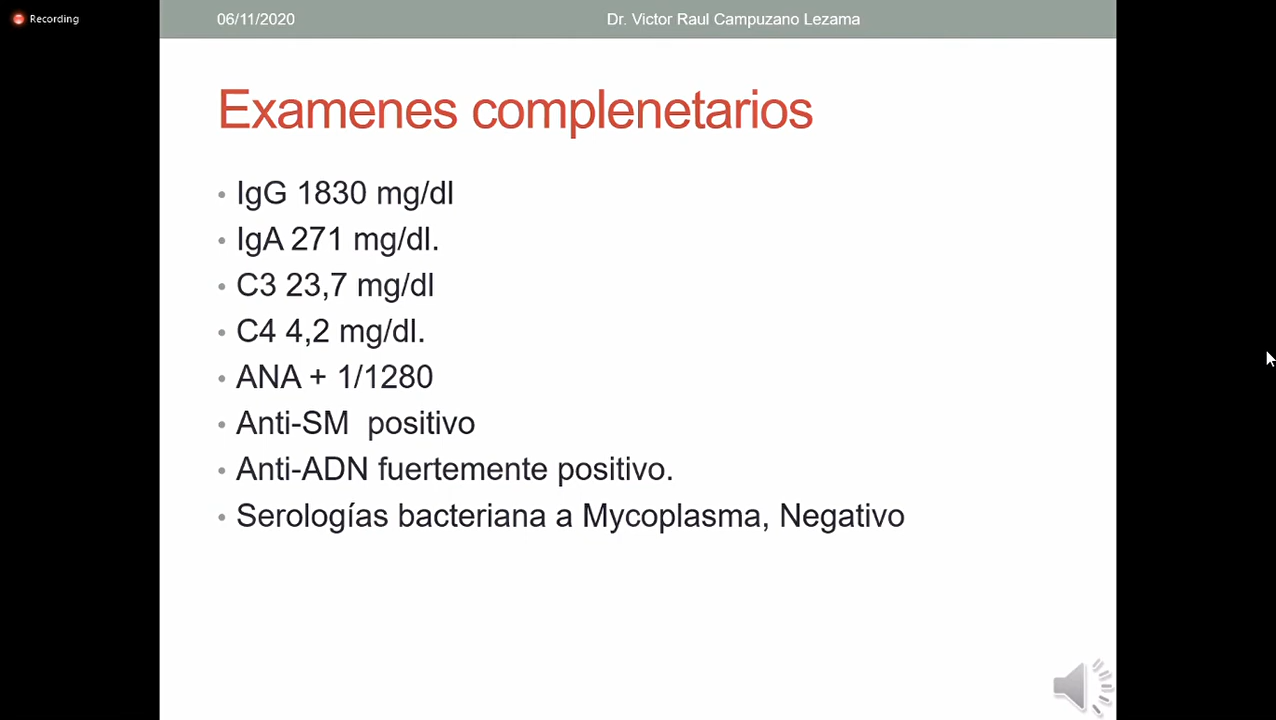 Recording
06/11/2020 Dr. Victor Raul Campuzano Lezama
Examenes complenetarios
• IgG 1830 mg/dl
• IgA 271 mg/dl.
• C3 23,7 mg/dl
• C4 4,2 mg/dl.
• ANA + 1/1280
• Anti-SM positivo
• Anti-ADN fuertemente positivo.
• Serologías bacteriana a Mycoplasma, Negativo